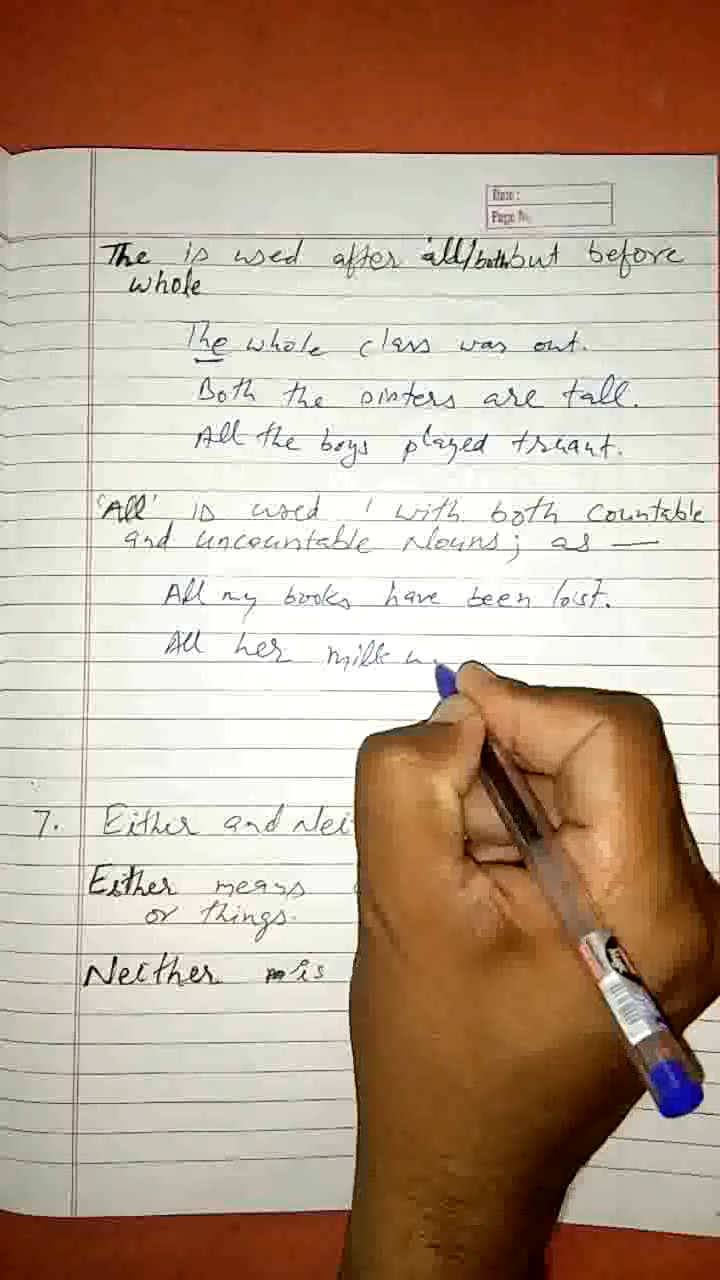 Date :
Page No.
The is used after all/both but before
whole
The whole class was out.
Both the sisters are tall.
All the boys played truant.
'All' is used with both countable
and uncountable Nouns; as —
All my books have been lost.
All her milk
7. Either and Nei
Either means
or things.
Neither is